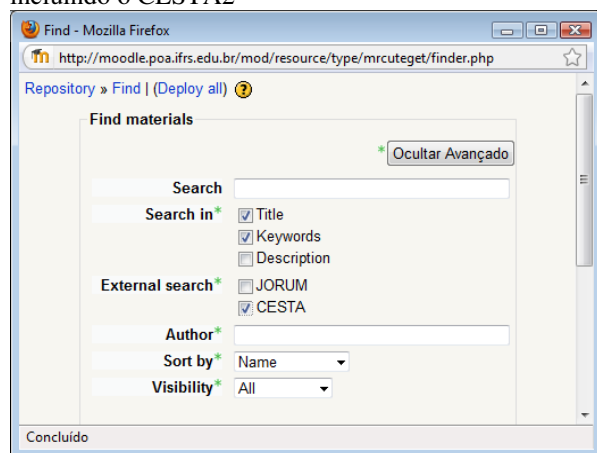 incluindo o CESTA2
Find - Mozilla Firefox
http://moodle.poa.ifrs.edu.br/mod/resource/type/mrcuteget/finder.php
Repository » Find | (Deploy all)
Find materials
* Ocultar Avançado
Search
Search in* Title
Keywords
Description
External search* JORUM
CESTA
Author*
Sort by* Name
Visibility* All
Concluído